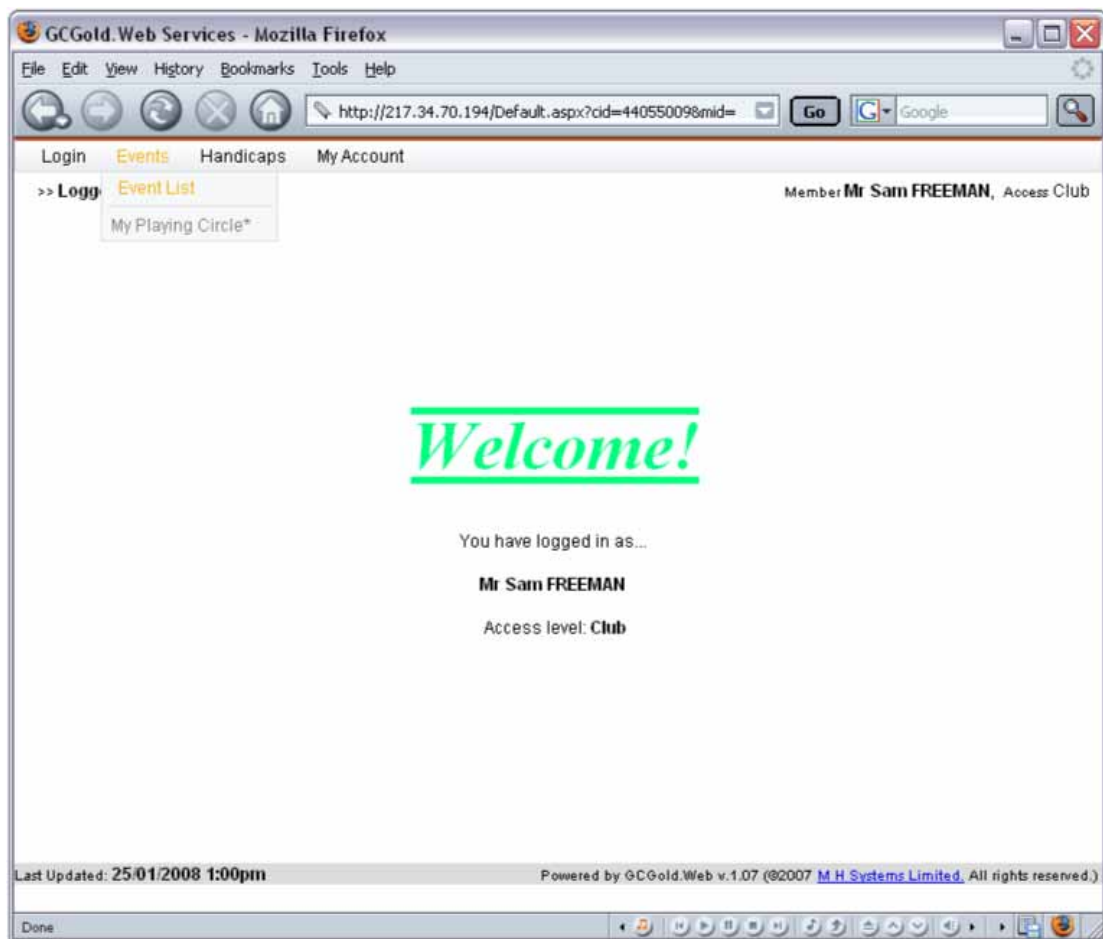 GCGold.Web Services - Mozilla Firefox
File Edit View History Bookmarks Tools Help
http://217.34.70.194/Default.aspx?cid=44055009&mid= Go G Google
Login Events Handicaps My Account
>> Logg Event List Member Mr Sam FREEMAN, Access Club
My Playing Circle*
Welcome!
You have logged in as...
Mr Sam FREEMAN
Access level: Club
Last Updated: 25/01/2008 1:00pm Powered by GCGold.Web v.1.07 (©2007 M H Systems Limited. All rights reserved.)
Done